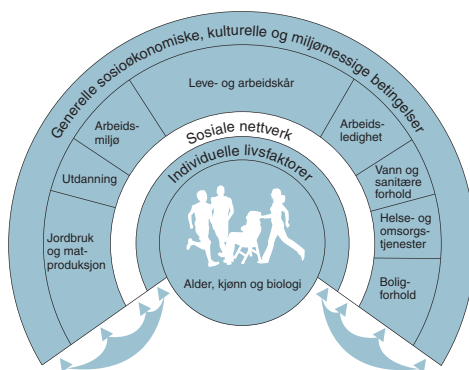 Generelle sosioøkonomiske, kulturelle og miljømessige betingelser
Leve- og arbeidskår
Arbeids-
miljø
Utdanning
Jordbruk
og mat-
produksjon
Arbeids-
ledighet
Vann og
sanitære
forhold
Helse- og
omsorgs-
tjenester
Bolig-
forhold
Sosiale nettverk
Individuelle livsfaktorer
Alder, kjønn og biologi